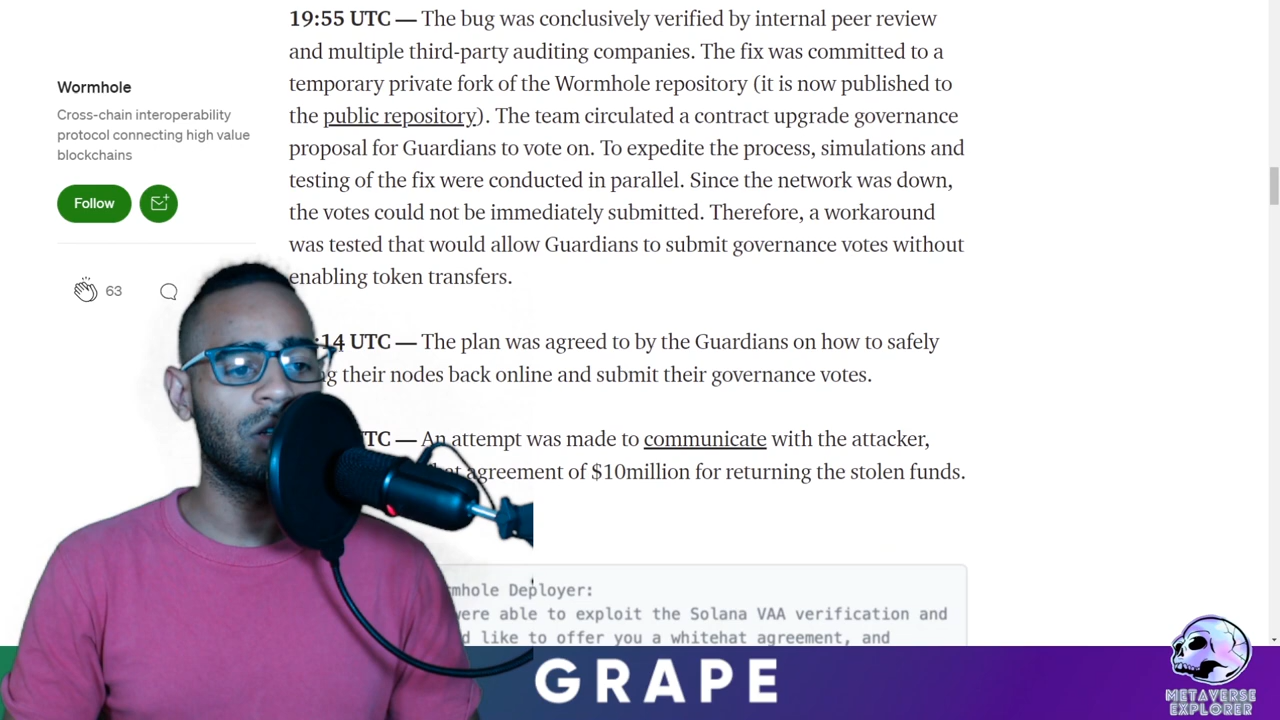 19:55 UTC — The bug was conclusively verified by internal peer review
and multiple third-party auditing companies. The fix was committed to a
temporary private fork of the Wormhole repository (it is now published to
the public repository). The team circulated a contract upgrade governance
proposal for Guardians to vote on. To expedite the process, simulations and
testing of the fix were conducted in parallel. Since the network was down,
the votes could not be immediately submitted. Therefore, a workaround
was tested that would allow Guardians to submit governance votes without
enabling token transfers.
Wormhole
Cross-chain interoperability
protocol connecting high value
blockchains
Follow
63
:14 UTC — The plan was agreed to by the Guardians on how to safely
their nodes back online and submit their governance votes.
UTC — An attempt was made to communicate with the attacker,
agreement of $10million for returning the stolen funds.
Deployer:
were able to exploit the Solana VAA verification and
like to offer you a whitehat agreement, and
GRAPE
METAVERSE
EXPLORER